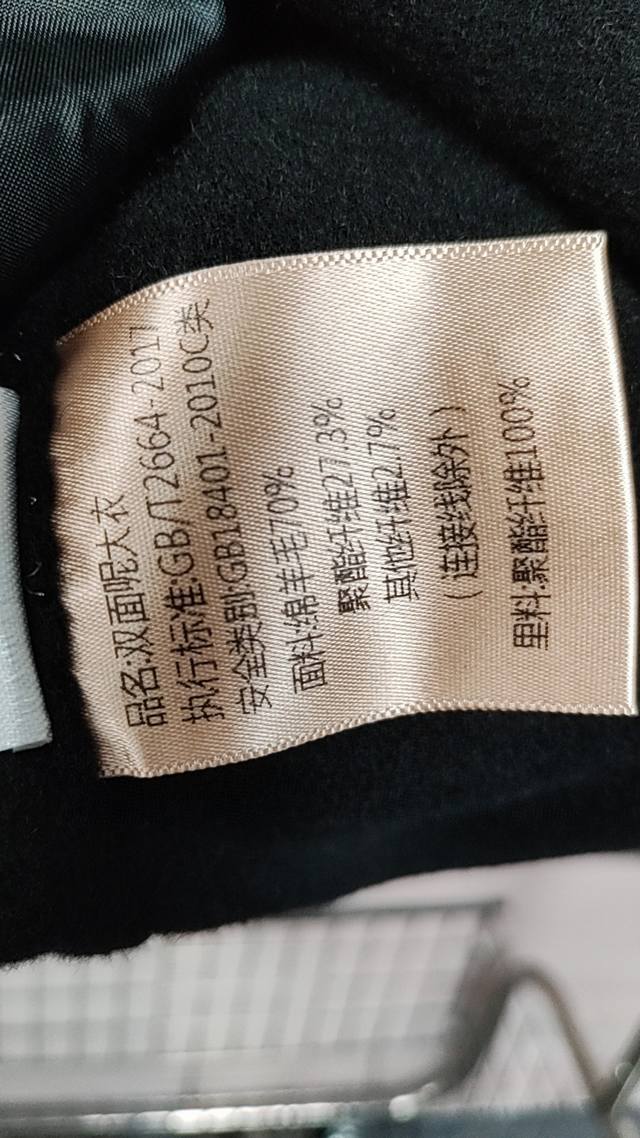 品名:双面呢大衣
执行标准:GB/T2664-2017
安全类别:GB18401-2010C类
面料:绵羊毛70%
聚酯纤维27.3%
其他纤维2.7%
(连接线除外)
里料:聚酯纤维100%